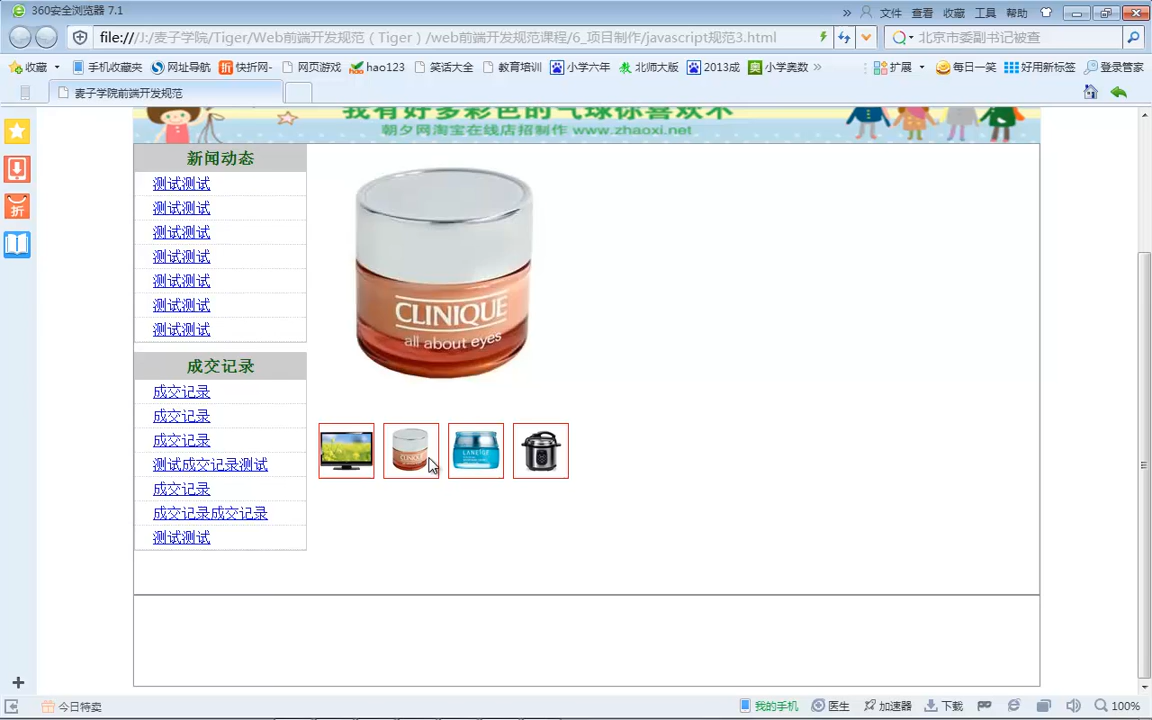 360安全浏览器 7.1
» 文件 查看 收藏 工具 帮助
file:///J:/麦子学院/Tiger/Web前端开发规范（Tiger）/web前端开发规范课程/6_项目制作/javascript规范3.html
北京市委副书记被查
收藏 手机收藏夹 网址导航 折 快折网- 网页游戏 hao123 笑话大全 教育培训 小学六年 北师大版 2013成 奥 小学奥数 » 扩展 每日一笑 好用新标签 登录管家
麦子学院前端开发规范
折
我有好多彩色的气球你喜欢不
朝夕网淘宝在线店招制作 www.zhaoxi.net
新闻动态
测试测试
测试测试
测试测试
测试测试
测试测试
测试测试
测试测试
CLINIQUE
all about eyes
成交记录
成交记录
成交记录
成交记录
测试成交记录测试
成交记录
成交记录成交记录
测试测试
CLINIQUE
LANEIGE
今日特卖
我的手机 医生 加速器 下载 100%